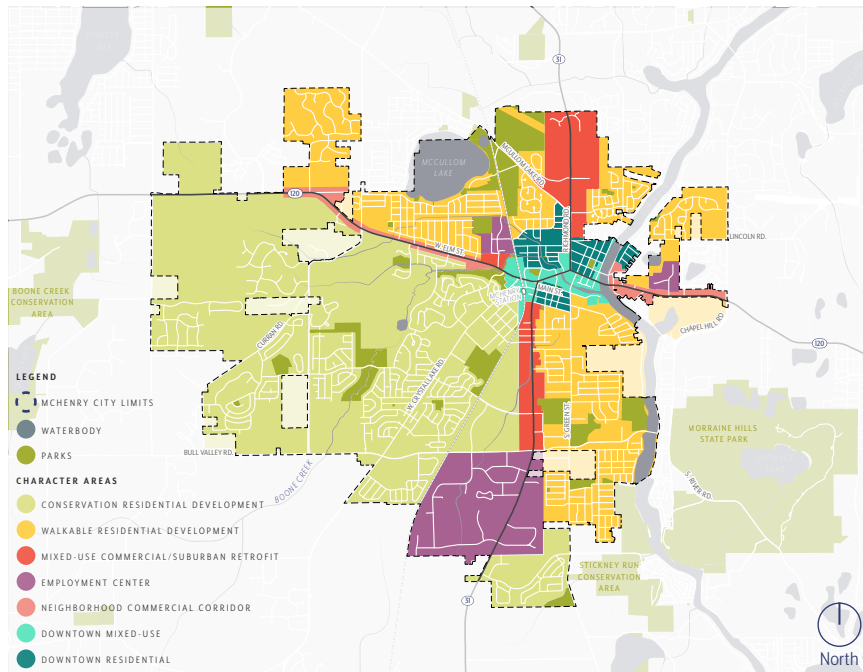 31
MCCULLOM
LAKE
MCCULLOM LAKE RD.
120
RICHMOND RD.
LINCOLN RD.
W. ELM ST.
MAIN ST.
MCHENRY
STATION
BOONE CREEK
CONSERVATION
AREA
CURRAN RD.
CHAPEL HILL RD.
120
W. CRYSTAL LAKE RD.
S. GREEN ST.
MORRAINE HILLS
STATE PARK
BULL VALLEY RD.
BOONE CREEK
S. RIVER RD.
STICKNEY RUN
CONSERVATION
AREA
31
LEGEND
MCHENRY CITY LIMITS
WATERBODY
PARKS
CHARACTER AREAS
CONSERVATION RESIDENTIAL DEVELOPMENT
WALKABLE RESIDENTIAL DEVELOPMENT
MIXED-USE COMMERCIAL/SUBURBAN RETROFIT
EMPLOYMENT CENTER
NEIGHBORHOOD COMMERCIAL CORRIDOR
DOWNTOWN MIXED-USE
DOWNTOWN RESIDENTIAL
North